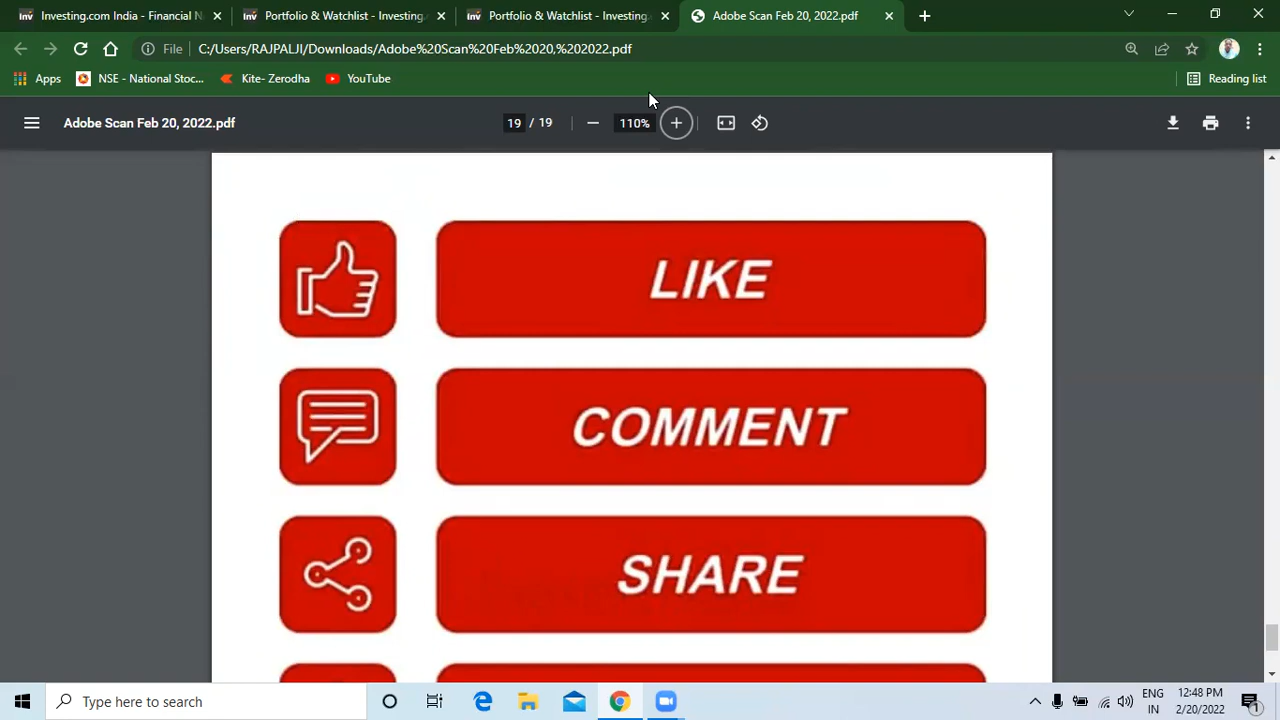 Investing.com India - Financial N
Portfolio & Watchlist - Investing.
Portfolio & Watchlist - Investing.
Adobe Scan Feb 20, 2022.pdf
File
C:/Users/RAJPALJI/Downloads/Adobe%20Scan%20Feb%2020,%202022.pdf
Apps
NSE - National Stoc...
Kite- Zerodha
YouTube
Reading list
Adobe Scan Feb 20, 2022.pdf
19 / 19
110%
LIKE
COMMENT
SHARE
Type here to search
ENG
IN
12:48 PM
2/20/2022
1